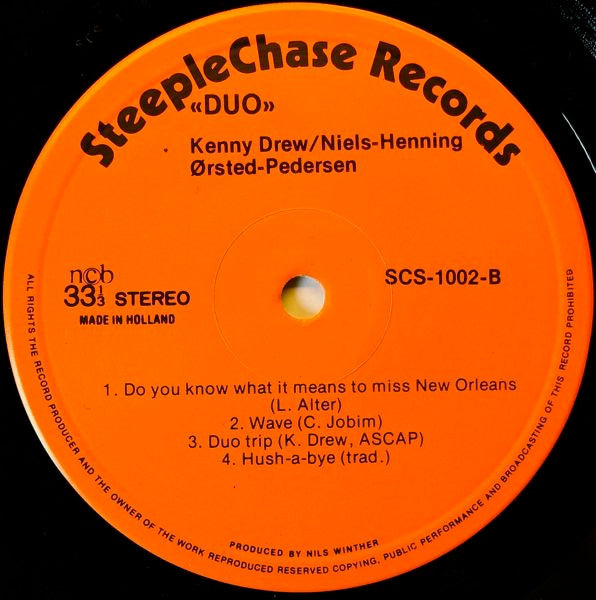 SteepleChase Records
«DUO»
Kenny Drew/Niels-Henning
Ørsted-Pedersen
ncb
33⅓ STEREO
MADE IN HOLLAND
SCS-1002-B
1. Do you know what it means to miss New Orleans
(L. Alter)
2. Wave (C. Jobim)
3. Duo trip (K. Drew, ASCAP)
4. Hush-a-bye (trad.)
PRODUCED BY NILS WINTHER
ALL RIGHTS THE RECORD PRODUCER AND THE OWNER OF THE WORK REPRODUCED RESERVED COPYING, PUBLIC PERFORMANCE AND BROADCASTING OF THIS RECORD PROHIBITED